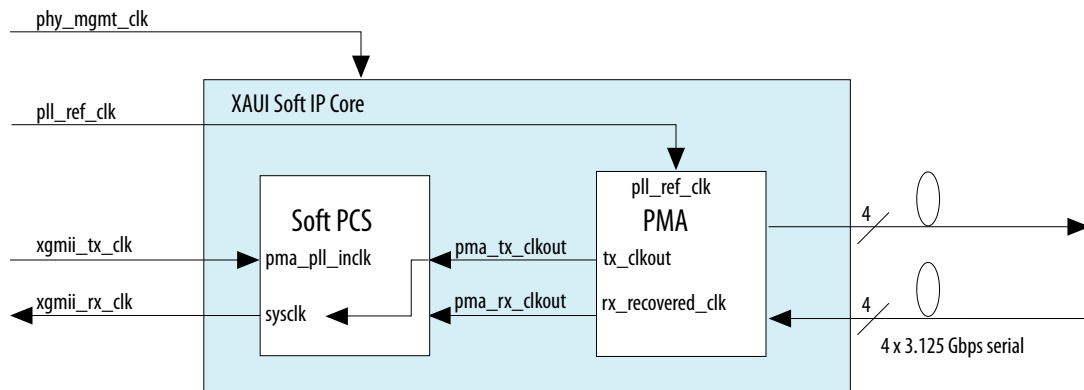 phy_mgmt_clk
XAUI Soft IP Core
pll_ref_clk
pll_ref_clk
Soft PCS
PMA
4
xgmii_tx_clk
pma_pll_inclk
pma_tx_clkout
tx_clkout
xgmii_rx_clk
sysclk
pma_rx_clkout
rx_recovered_clk
4
4 x 3.125 Gbps serial